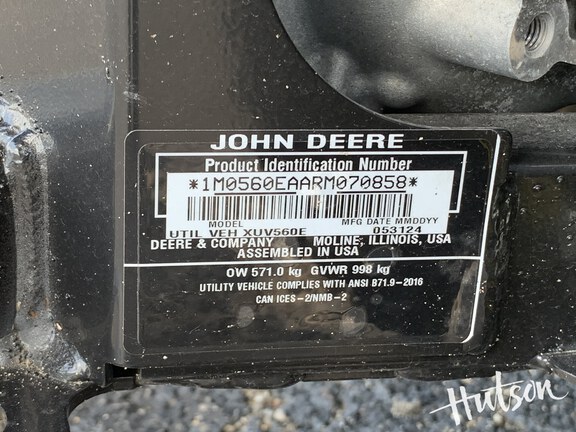 JOHN DEERE
Product Identification Number
*1M0560EAARM070858*
MODEL MFG DATE MMDDYY
UTIL VEH XUV560E 053124
DEERE & COMPANY MOLINE, ILLINOIS, USA
ASSEMBLED IN USA
OW 571.0 kg GVWR 998 kg
UTILITY VEHICLE COMPLIES WITH ANSI B71.9-2016
CAN ICES-2/NMB-2
Hutson